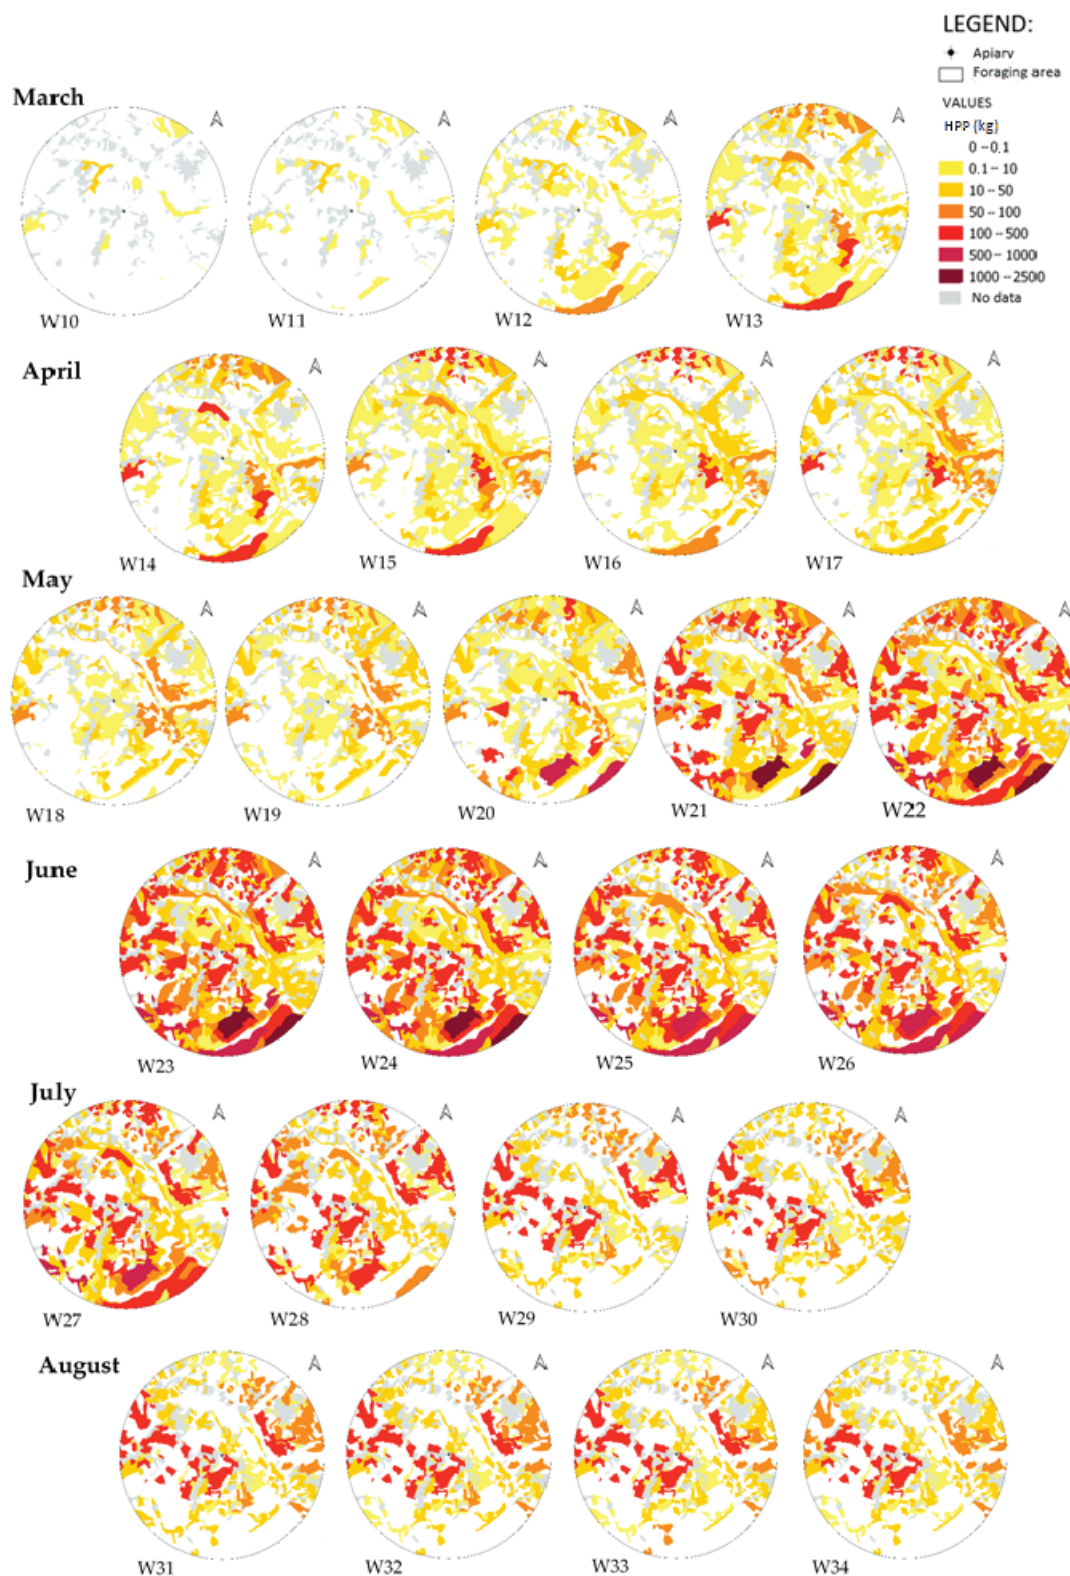 LEGEND:
Apiarv
Foraging area
VALUES
HPP (kg)
0 – 0.1
0.1 – 10
10 – 50
50 – 100
100 – 500
500 – 1000
1000 – 2500
No data
March
W10
W11
W12
W13
April
W14
W15
W16
W17
May
W18
W19
W20
W21
W22
June
W23
W24
W25
W26
July
W27
W28
W29
W30
August
W31
W32
W33
W34